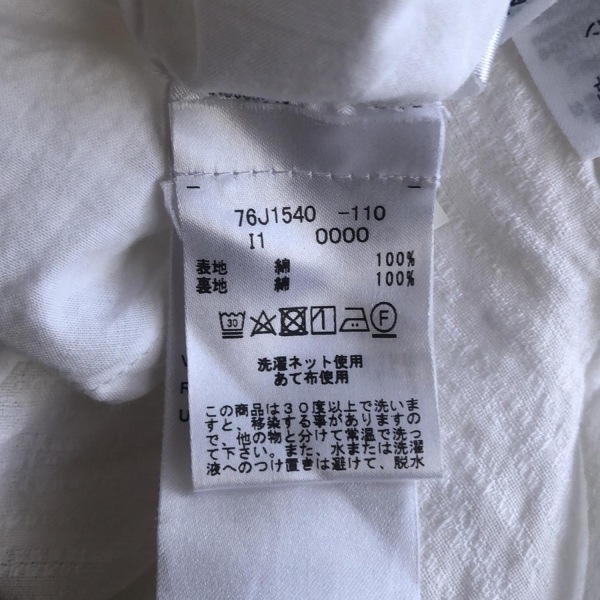 76J1540 -110
I1 0000
表地 綿 100%
裏地 綿 100%
30
F
洗濯ネット使用
あて布使用
この商品は30度以上で洗いま
すと、移染する事がありますの
で、他の物と分けて常温で洗っ
て下さい。また、水または洗濯
液へのつけ置きは避けて、脱水